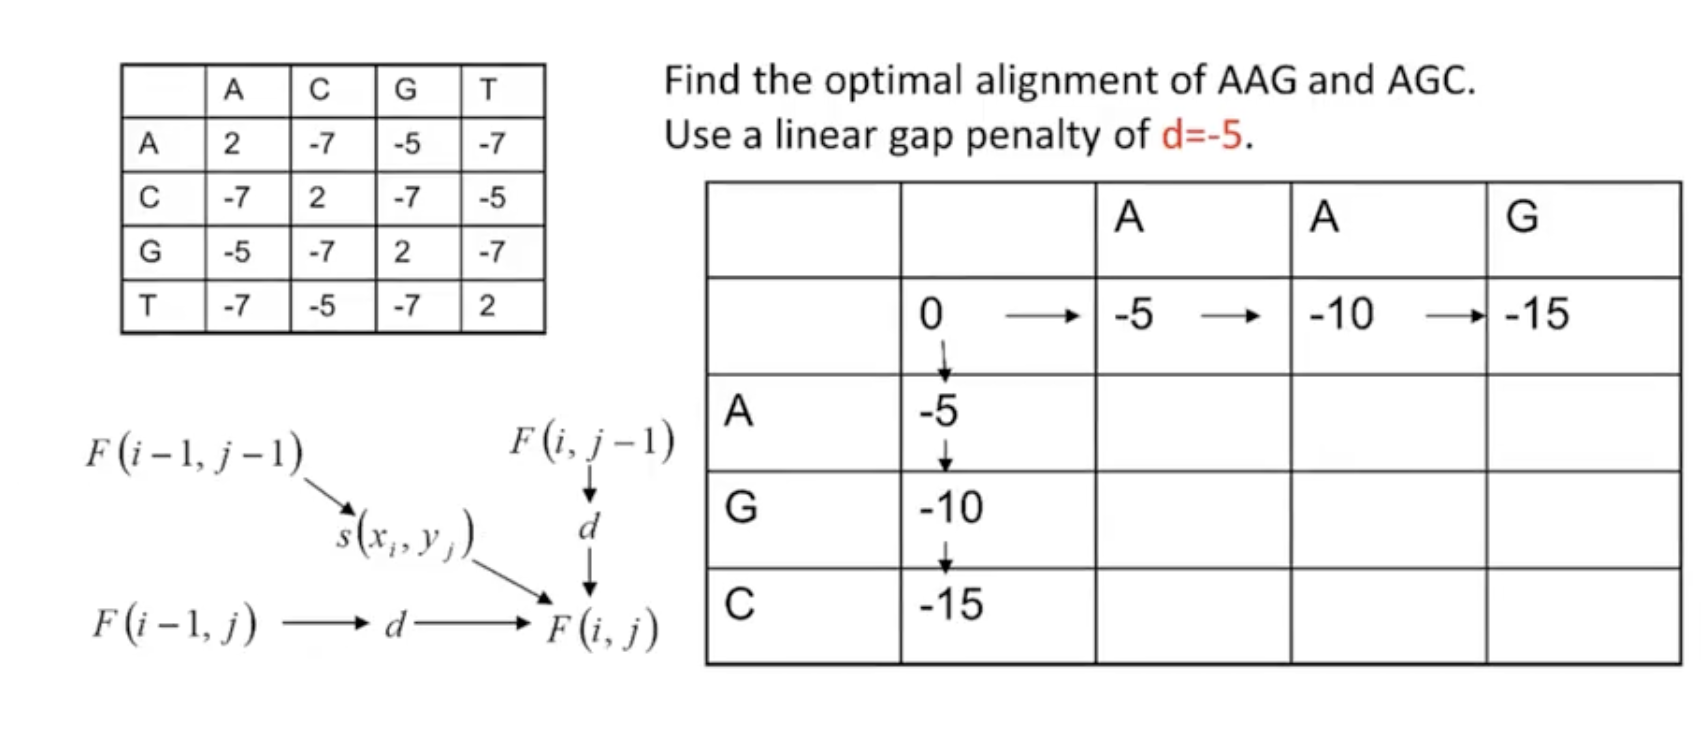 A C G T
A 2 -7 -5 -7
C -7 2 -7 -5
G -5 -7 2 -7
T -7 -5 -7 2
Find the optimal alignment of AAG and AGC.
Use a linear gap penalty of d=-5.
A A G
0 -5 -10 -15
A -5
G -10
C -15
F(i−1, j−1) F(i, j−1)
s(x_i, y_j) d
F(i−1, j) d F(i, j)